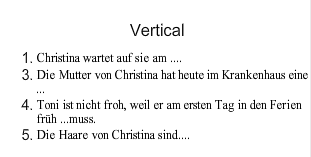 Vertical
1. Christina wartet auf sie am ....
3. Die Mutter von Christina hat heute im Krankenhaus eine
...
4. Toni ist nicht froh, weil er am ersten Tag in den Ferien
früh ...muss.
5. Die Haare von Christina sind....